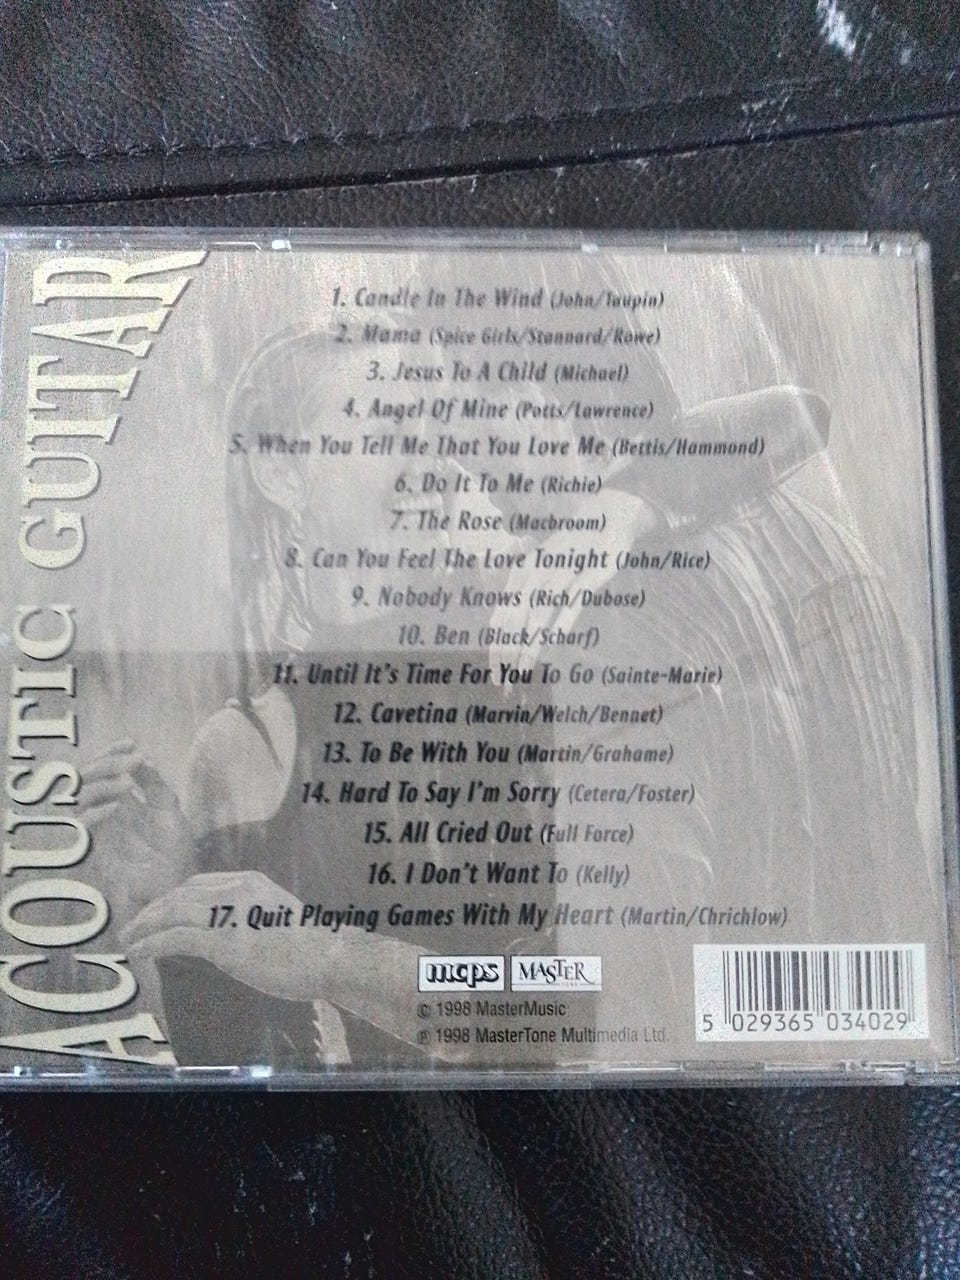 ACOUSTIC GUITAR
1. Candle In The Wind (John/Taupin)
2. Mama (Spice Girls/Stannard/Rowe)
3. Jesus To A Child (Michael)
4. Angel Of Mine (Potts/Lawrence)
5. When You Tell Me That You Love Me (Bettis/Hammond)
6. Do It To Me (Richie)
7. The Rose (Macbroom)
8. Can You Feel The Love Tonight (John/Rice)
9. Nobody Knows (Rich/Dubose)
10. Ben (Black/Scharf)
11. Until It's Time For You To Go (Sainte-Marie)
12. Cavetina (Marvin/Welch/Bennet)
13. To Be With You (Martin/Grahame)
14. Hard To Say I'm Sorry (Cetera/Foster)
15. All Cried Out (Full Force)
16. I Don't Want To (Kelly)
17. Quit Playing Games With My Heart (Martin/Chrichlow)
mcps MASTER TONE
© 1998 MasterMusic
℗ 1998 MasterTone Multimedia Ltd.
5 029365 034029